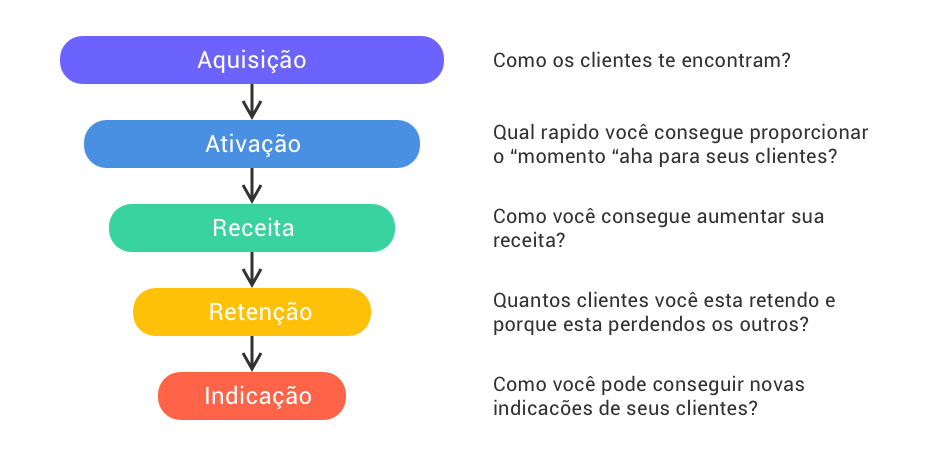 Aquisição
Como os clientes te encontram?
Ativação
Qual rapido você consegue proporcionar
o “momento “aha para seus clientes?
Receita
Como você consegue aumentar sua
receita?
Retenção
Quantos clientes você esta retendo e
porque esta perdendos os outros?
Indicação
Como você pode conseguir novas
indicacões de seus clientes?